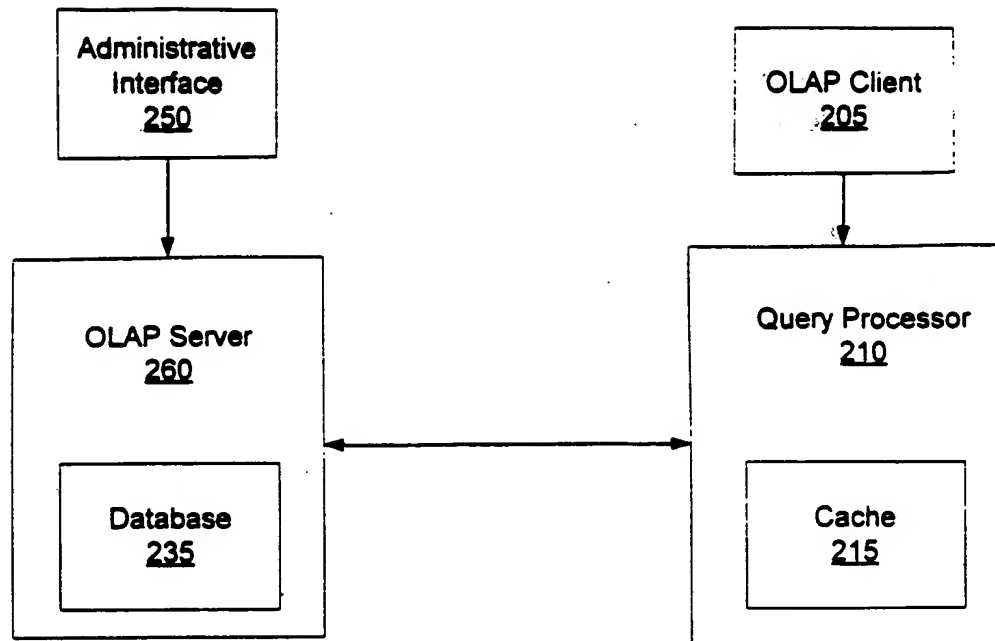 Administrative
Interface
250
OLAP Client
205
OLAP Server
260
Query Processor
210
Database
235
Cache
215